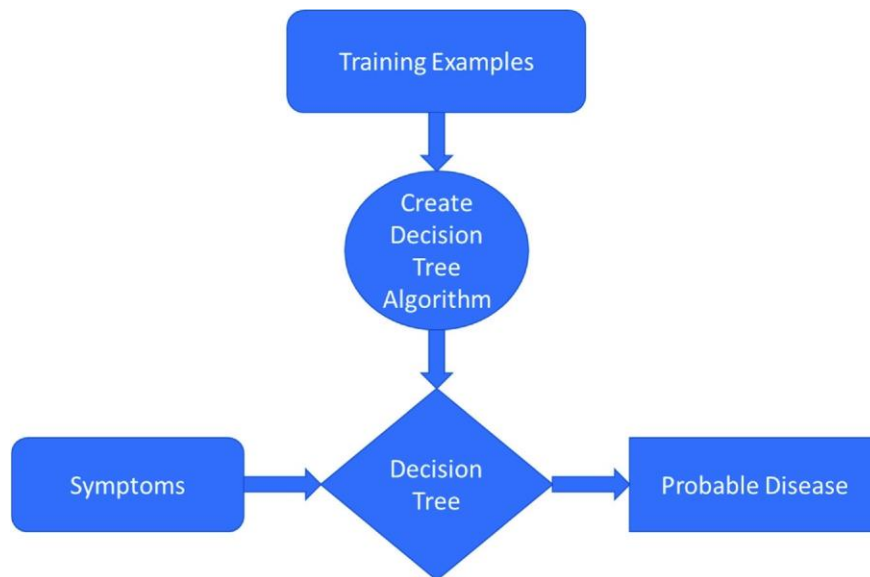 Training Examples
Create
Decision
Tree
Algorithm
Symptoms
Decision
Tree
Probable Disease